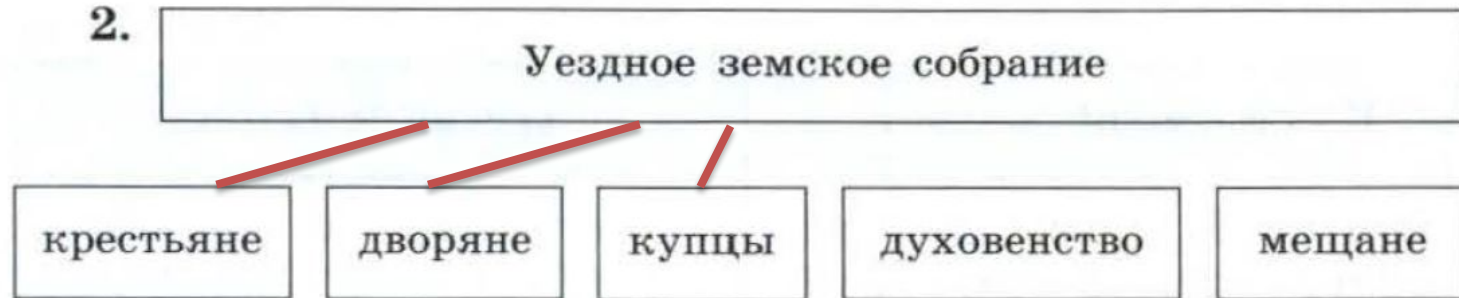 2.
Уездное земское собрание
крестьяне дворяне купцы духовенство мещане